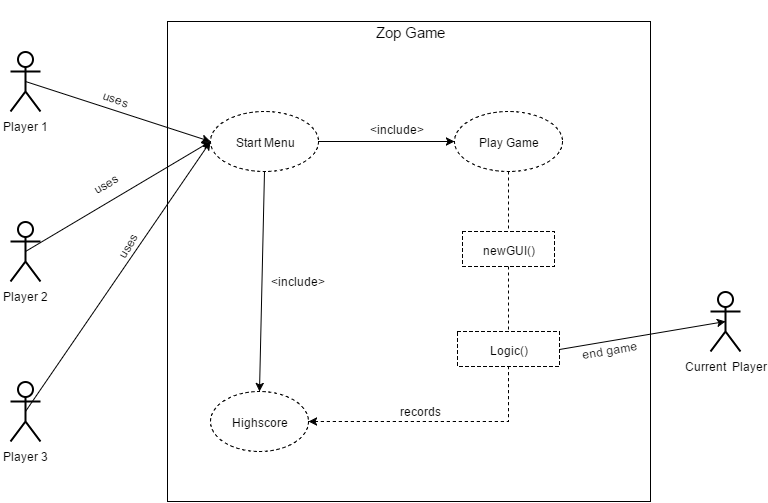 Zop Game
Player 1
uses
Start Menu
<include>
Play Game
uses
Player 2
uses
newGUI()
<include>
Logic()
end game
Current Player
Highscore
records
Player 3